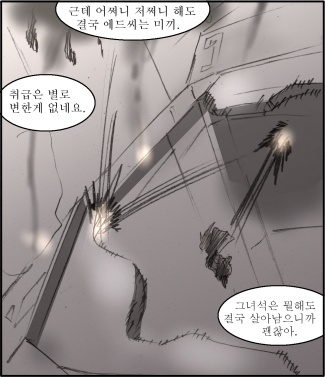 근데 어쩌니 저쩌니 해도
결국 에드씨는 미끼.
취급은 별로
변한게 없네요.
그녀석은 뭘해도
결국 살아남으니까
괜찮아.